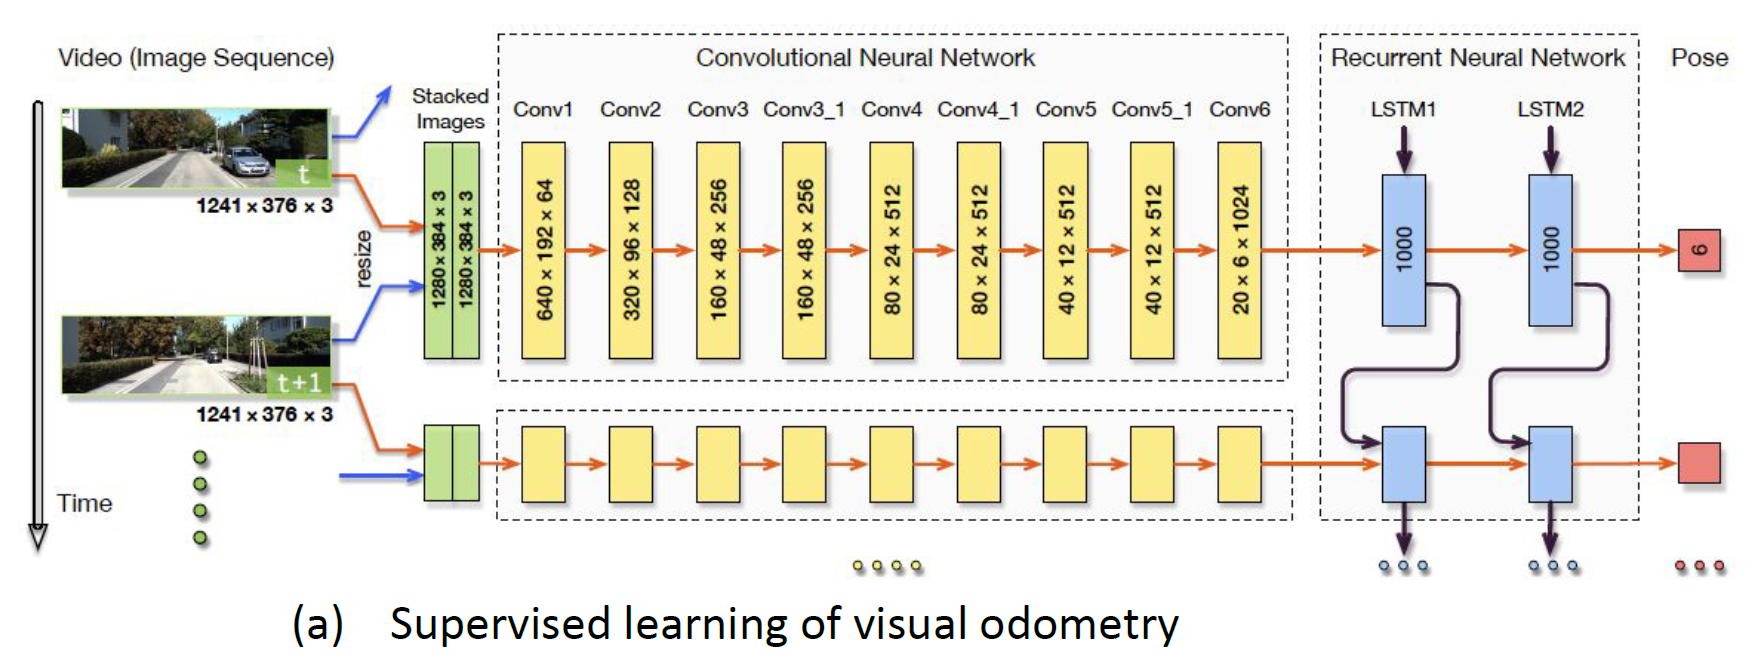 Video (Image Sequence)
Convolutional Neural Network
Recurrent Neural Network
Pose
Stacked
Images
Conv1
Conv2
Conv3
Conv3_1
Conv4
Conv4_1
Conv5
Conv5_1
Conv6
LSTM1
LSTM2
t
1241 × 376 × 3
resize
1280 × 384 × 3
1280 × 384 × 3
640 × 192 × 64
320 × 96 × 128
160 × 48 × 256
160 × 48 × 256
80 × 24 × 512
80 × 24 × 512
40 × 12 × 512
40 × 12 × 512
20 × 6 × 1024
1000
1000
6
t+1
1241 × 376 × 3
Time
(a) Supervised learning of visual odometry